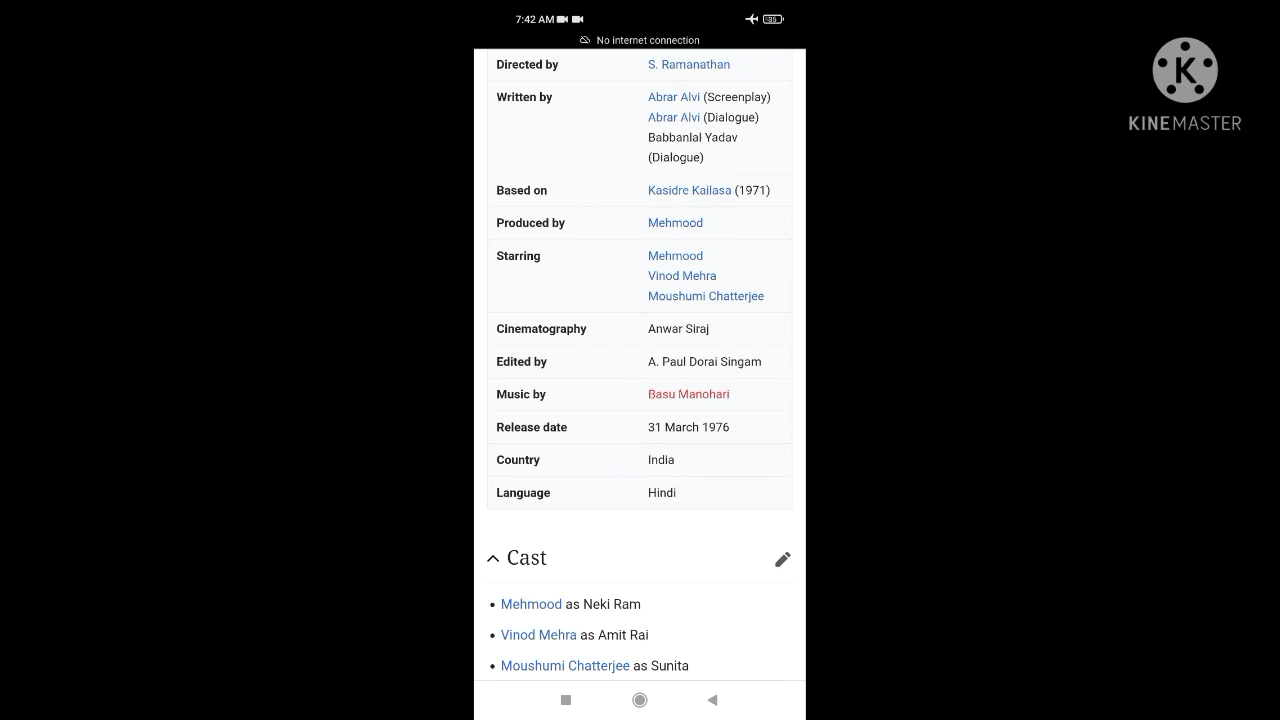 7:42 AM
35
No internet connection
Directed by S. Ramanathan
Written by Abrar Alvi (Screenplay)
Abrar Alvi (Dialogue)
Babbanlal Yadav
(Dialogue)
Based on Kasidre Kailasa (1971)
Produced by Mehmood
Starring Mehmood
Vinod Mehra
Moushumi Chatterjee
Cinematography Anwar Siraj
Edited by A. Paul Dorai Singam
Music by Basu Manohari
Release date 31 March 1976
Country India
Language Hindi
Cast
• Mehmood as Neki Ram
• Vinod Mehra as Amit Rai
• Moushumi Chatterjee as Sunita
K
KINEMASTER